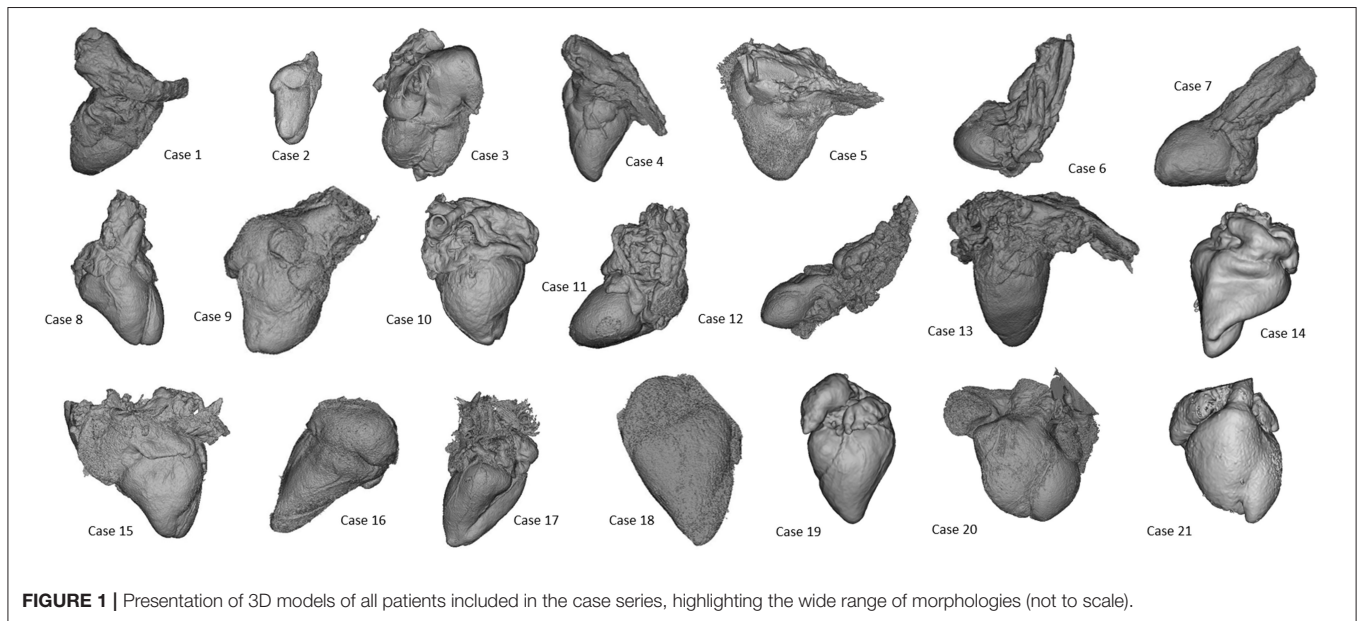 Case 1
Case 2
Case 3
Case 4
Case 5
Case 6
Case 7
Case 8
Case 9
Case 10
Case 11
Case 12
Case 13
Case 14
Case 15
Case 16
Case 17
Case 18
Case 19
Case 20
Case 21
FIGURE 1 | Presentation of 3D models of all patients included in the case series, highlighting the wide range of morphologies (not to scale).